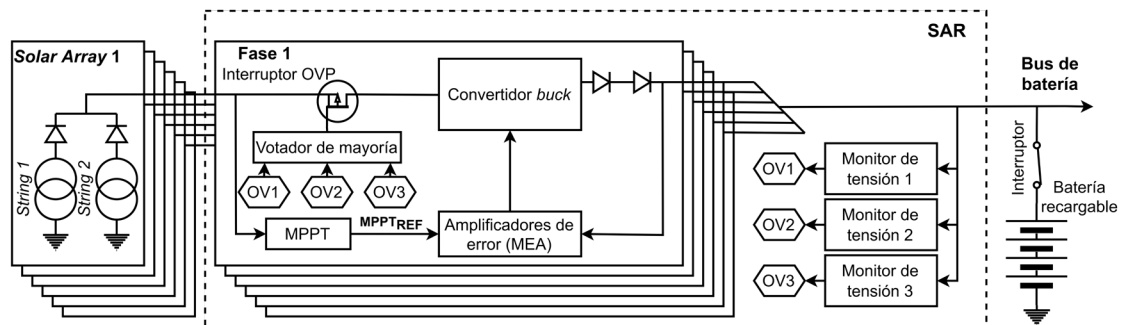 SAR
Solar Array 1
String 1
String 2
Fase 1
Interruptor OVP
Convertidor buck
Votador de mayoría
OV1
OV2
OV3
MPPT
MPPTREF
Amplificadores de
error (MEA)
OV1
Monitor de
tensión 1
OV2
Monitor de
tensión 2
OV3
Monitor de
tensión 3
Bus de
batería
Interruptor
Batería
recargable